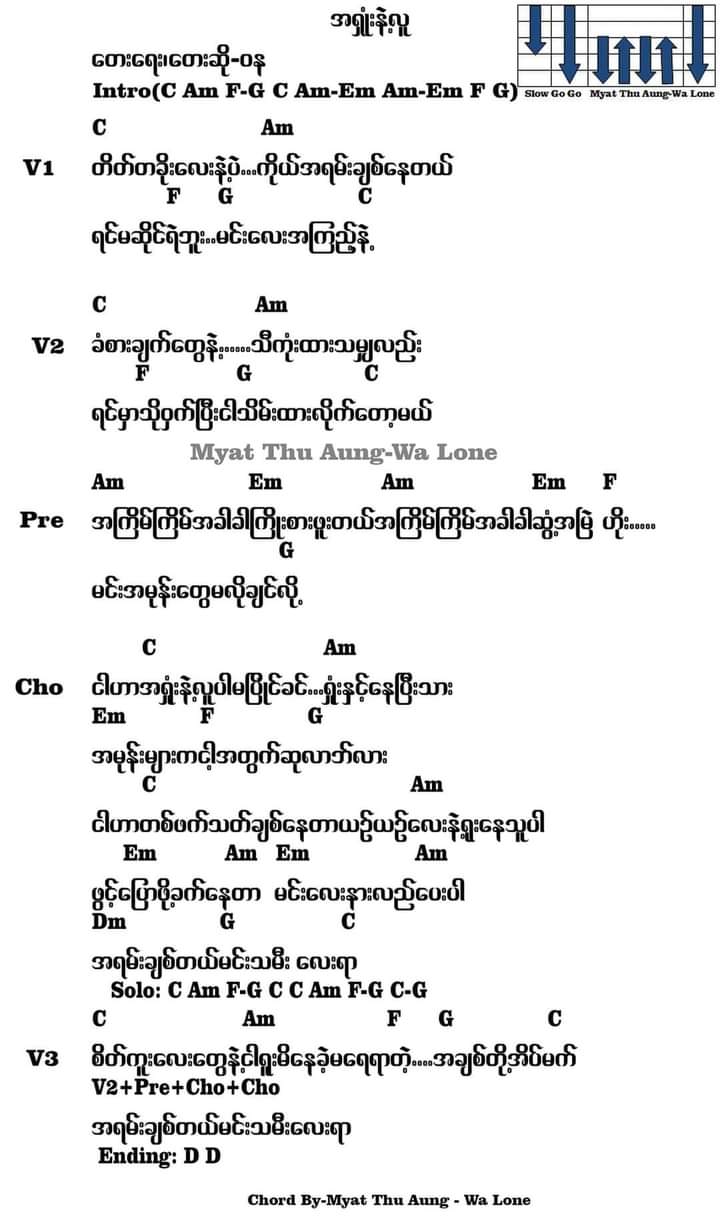 အရှုံးနဲ့လူ
Slow Go Go Myat Thu Aung-Wa Lone
တေးရေး၊တေးဆို-ဝန
Intro(C Am F-G C Am-Em Am-Em F G)
C Am
V1 တိတ်တခိုးလေးနဲ့ပဲ...ကိုယ်အရမ်းချစ်နေတယ်
F G C
ရင်မဆိုင်ရဲဘူး..မင်းလေးအကြည့်နဲ့
C Am
V2 ခံစားချက်တွေနဲ့......သီကုံးထားသမျှလည်း
F G C
ရင်မှာသိုဝှက်ပြီးငါသိမ်းထားလိုက်တော့မယ်
Myat Thu Aung-Wa Lone
Am Em Am Em F
Pre အကြိမ်ကြိမ်အခါခါကြိုးစားဖူးတယ်အကြိမ်ကြိမ်အခါခါဆွံ့အမြဲ ဟိုး.....
G
မင်းအမုန်းတွေမလိုချင်လို့
C Am
Cho ငါဟာအရှုံးနဲ့လူပါမပြိုင်ခင်...ရှုံးနှင့်နေပြီးသား
Em F G
အမုန်းများကငါ့အတွက်ဆုလာဘ်လား
C Am
ငါဟာတစ်ဖက်သတ်ချစ်နေတာယဉ်ယဉ်လေးနဲ့ရူးနေသူပါ
Em Am Em Am
ဖွင့်ပြောဖို့ခက်နေတာ မင်းလေးနားလည်ပေးပါ
Dm G C
အရမ်းချစ်တယ်မင်းသမီး လေးရာ
Solo: C Am F-G C C Am F-G C-G
C Am F G C
V3 စိတ်ကူးလေးတွေနဲ့ငါရူးမိနေခဲ့မရေရာတဲ့....အချစ်တို့အိပ်မက်
V2+Pre+Cho+Cho
အရမ်းချစ်တယ်မင်းသမီးလေးရာ
Ending: D D
Chord By-Myat Thu Aung - Wa Lone